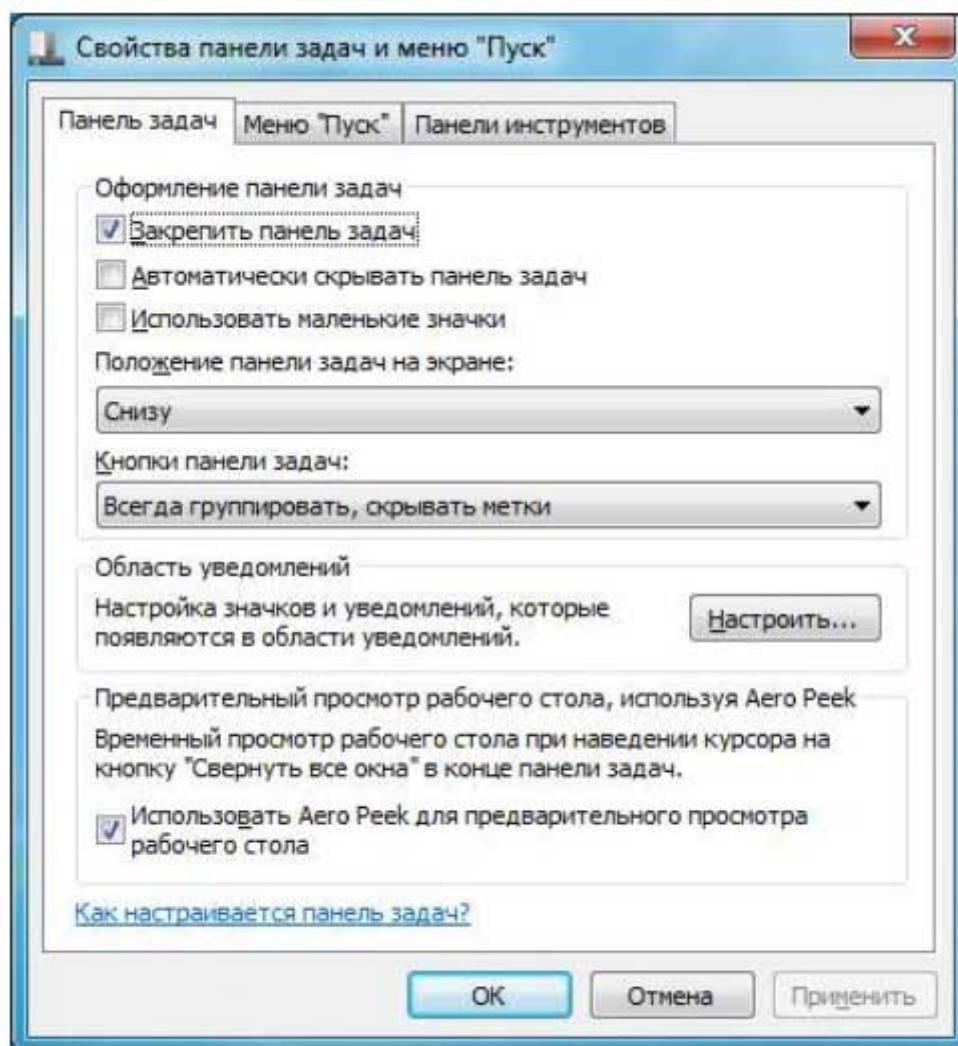 Свойства панели задач и меню "Пуск"
Панель задач
Меню "Пуск"
Панели инструментов
Оформление панели задач
Закрепить панель задач
Автоматически скрывать панель задач
Использовать маленькие значки
Положение панели задач на экране:
Снизу
Кнопки панели задач:
Всегда группировать, скрывать метки
Область уведомлений
Настройка значков и уведомлений, которые
появляются в области уведомлений.
Настроить...
Предварительный просмотр рабочего стола, используя Aero Peek
Временный просмотр рабочего стола при наведении курсора на
кнопку "Свернуть все окна" в конце панели задач.
Использовать Aero Peek для предварительного просмотра
рабочего стола
Как настраивается панель задач?
ОК
Отмена
Применить